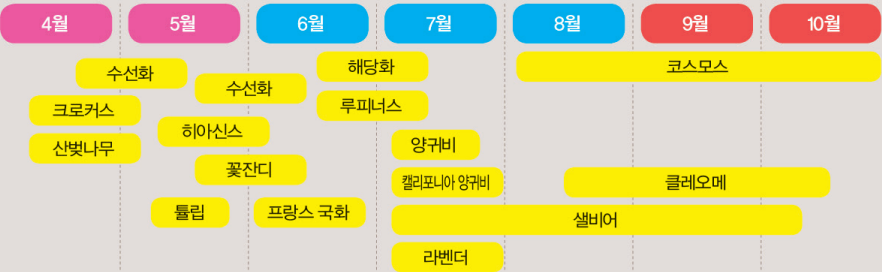 4월 5월 6월 7월 8월 9월 10월
수선화 해당화 코스모스
수선화
크로커스 루피너스
히아신스
산벚나무 양귀비
꽃잔디 캘리포니아 양귀비 클레오메
튤립 프랑스 국화 샐비어
라벤더